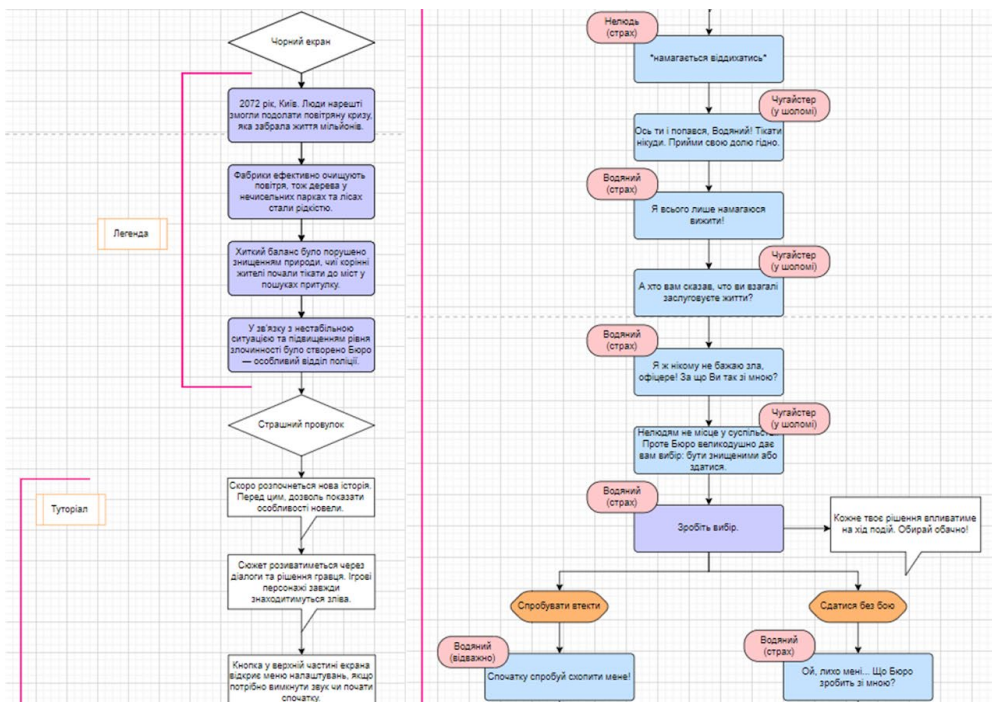 Чорний екран
2072 рік, Київ. Люди нарешті
змогли подолати повітряну кризу,
яка забрала життя мільйонів.
Фабрики ефективно очищують
повітря, тож дерева у
нечисельних парках та лісах
стали рідкістю.
Легенда
Хиткий баланс було порушено
знищенням природи, чиї корінні
жителі почали тікати до міст у
пошуках притулку.
У зв'язку з нестабільною
ситуацією та підвищенням рівня
злочинності було створено Бюро
— особливий відділ поліції.
Страшний провулок
Туторіал
Скоро розпочнеться нова історія.
Перед цим, дозволь показати
особливості новели.
Сюжет розиватиметься через
діалоги та рішення гравця. Ігрові
персонажі завжди
знаходитимуться зліва.
Кнопка у верхній частині екрана
відкриє меню налаштувань, якщо
потрібно вимкнути звук чи почати
спочатку.
Нелюдь
(страх)
*намагається віддихатись*
Чугайстер
(у шоломі)
Ось ти і попався, Водяний! Тікати
нікуди. Прийми свою долю гідно.
Водяний
(страх)
Я всього лише намагаюся
вижити!
Чугайстер
(у шоломі)
А хто вам сказав, що ви взагалі
заслуговуєте життя?
Водяний
(страх)
Я ж нікому не бажаю зла,
офіцере! За що Ви так зі мною?
Чугайстер
(у шоломі)
Нелюдям не місце у суспільстві.
Проте Бюро великодушно дає
вам вибір: бути знищеними або
здатися.
Водяний
(страх)
Зробіть вибір.
Кожне твоє рішення впливатиме
на хід подій. Обирай обачно!
Спробувати втекти
Сдатися без бою
Водяний
(відважно)
Спочатку спробуй схопити мене!
Водяний
(страх)
Ой, лихо мені... Що Бюро
зробить зі мною?